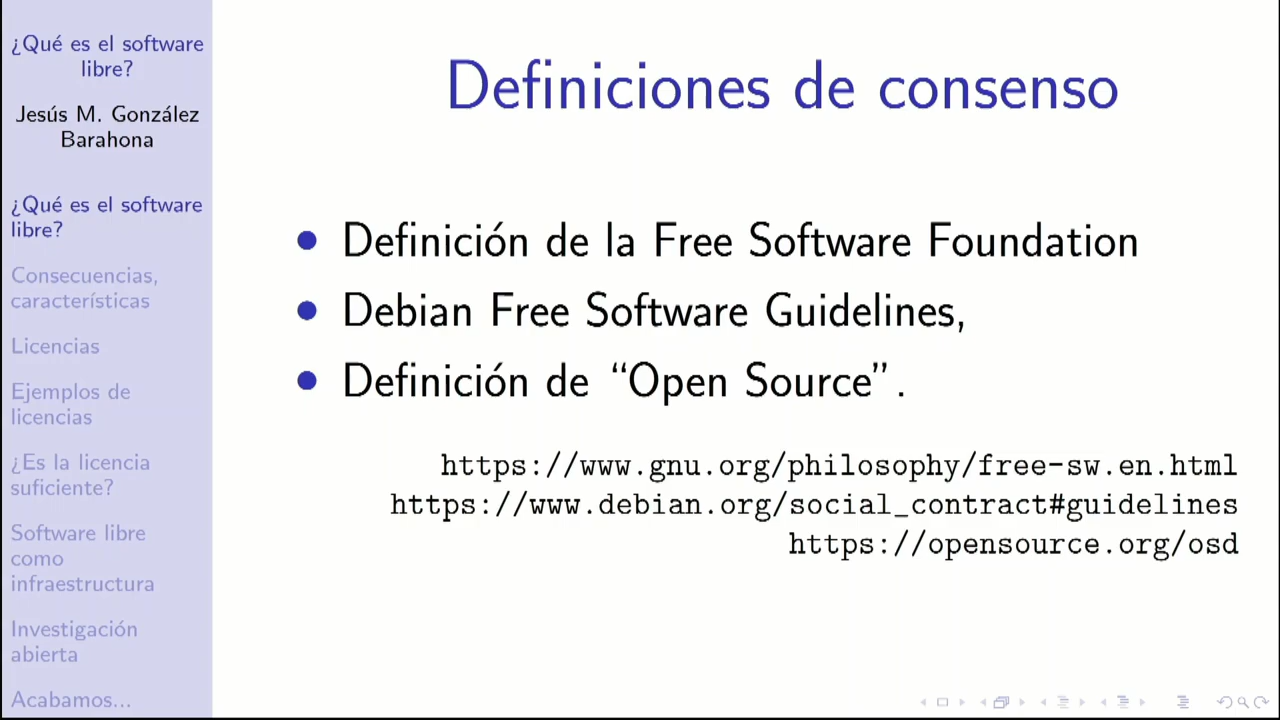 ¿Qué es el software
libre?
Jesús M. González
Barahona
¿Qué es el software
libre?
Consecuencias,
características
Licencias
Ejemplos de
licencias
¿Es la licencia
suficiente?
Software libre
como
infraestructura
Investigación
abierta
Acabamos...
Definiciones de consenso
• Definición de la Free Software Foundation
• Debian Free Software Guidelines,
• Definición de “Open Source”.
https://www.gnu.org/philosophy/free-sw.en.html
https://www.debian.org/social_contract#guidelines
https://opensource.org/osd